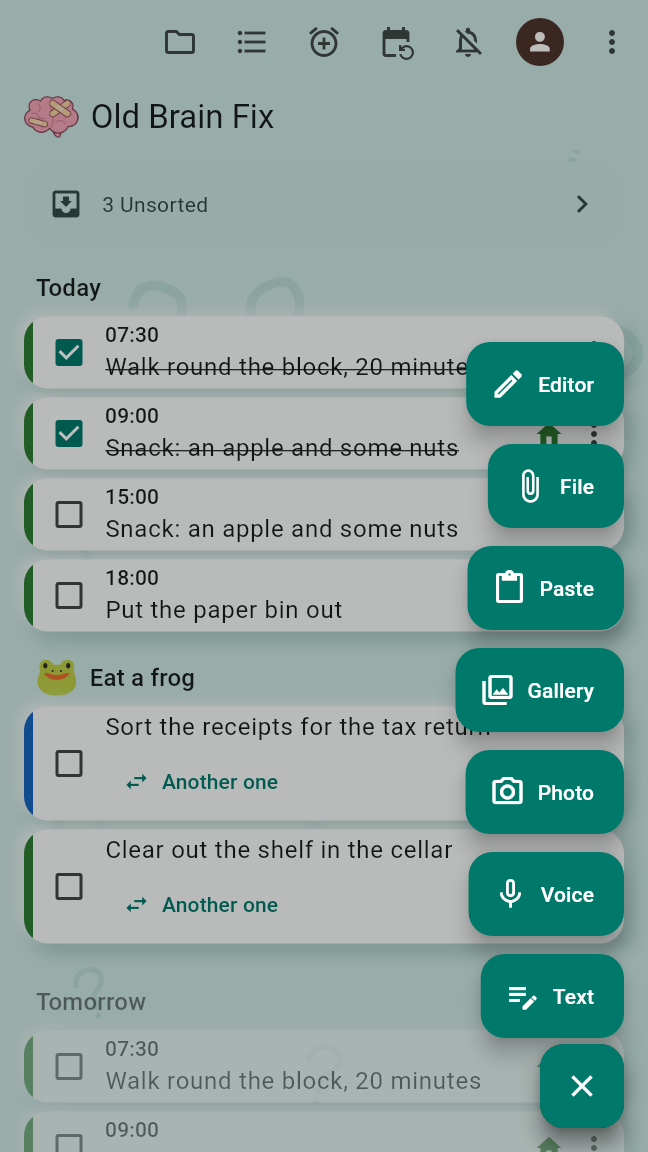 Old Brain Fix
3 Unsorted
Today
07:30
Walk round the block, 20 minute
Editor
09:00
Snack: an apple and some nuts
File
15:00
Snack: an apple and some nuts
Paste
18:00
Put the paper bin out
Eat a frog
Gallery
Sort the receipts for the tax return
Another one
Photo
Clear out the shelf in the cellar
Another one
Voice
Tomorrow
Text
07:30
Walk round the block, 20 minutes
09:00